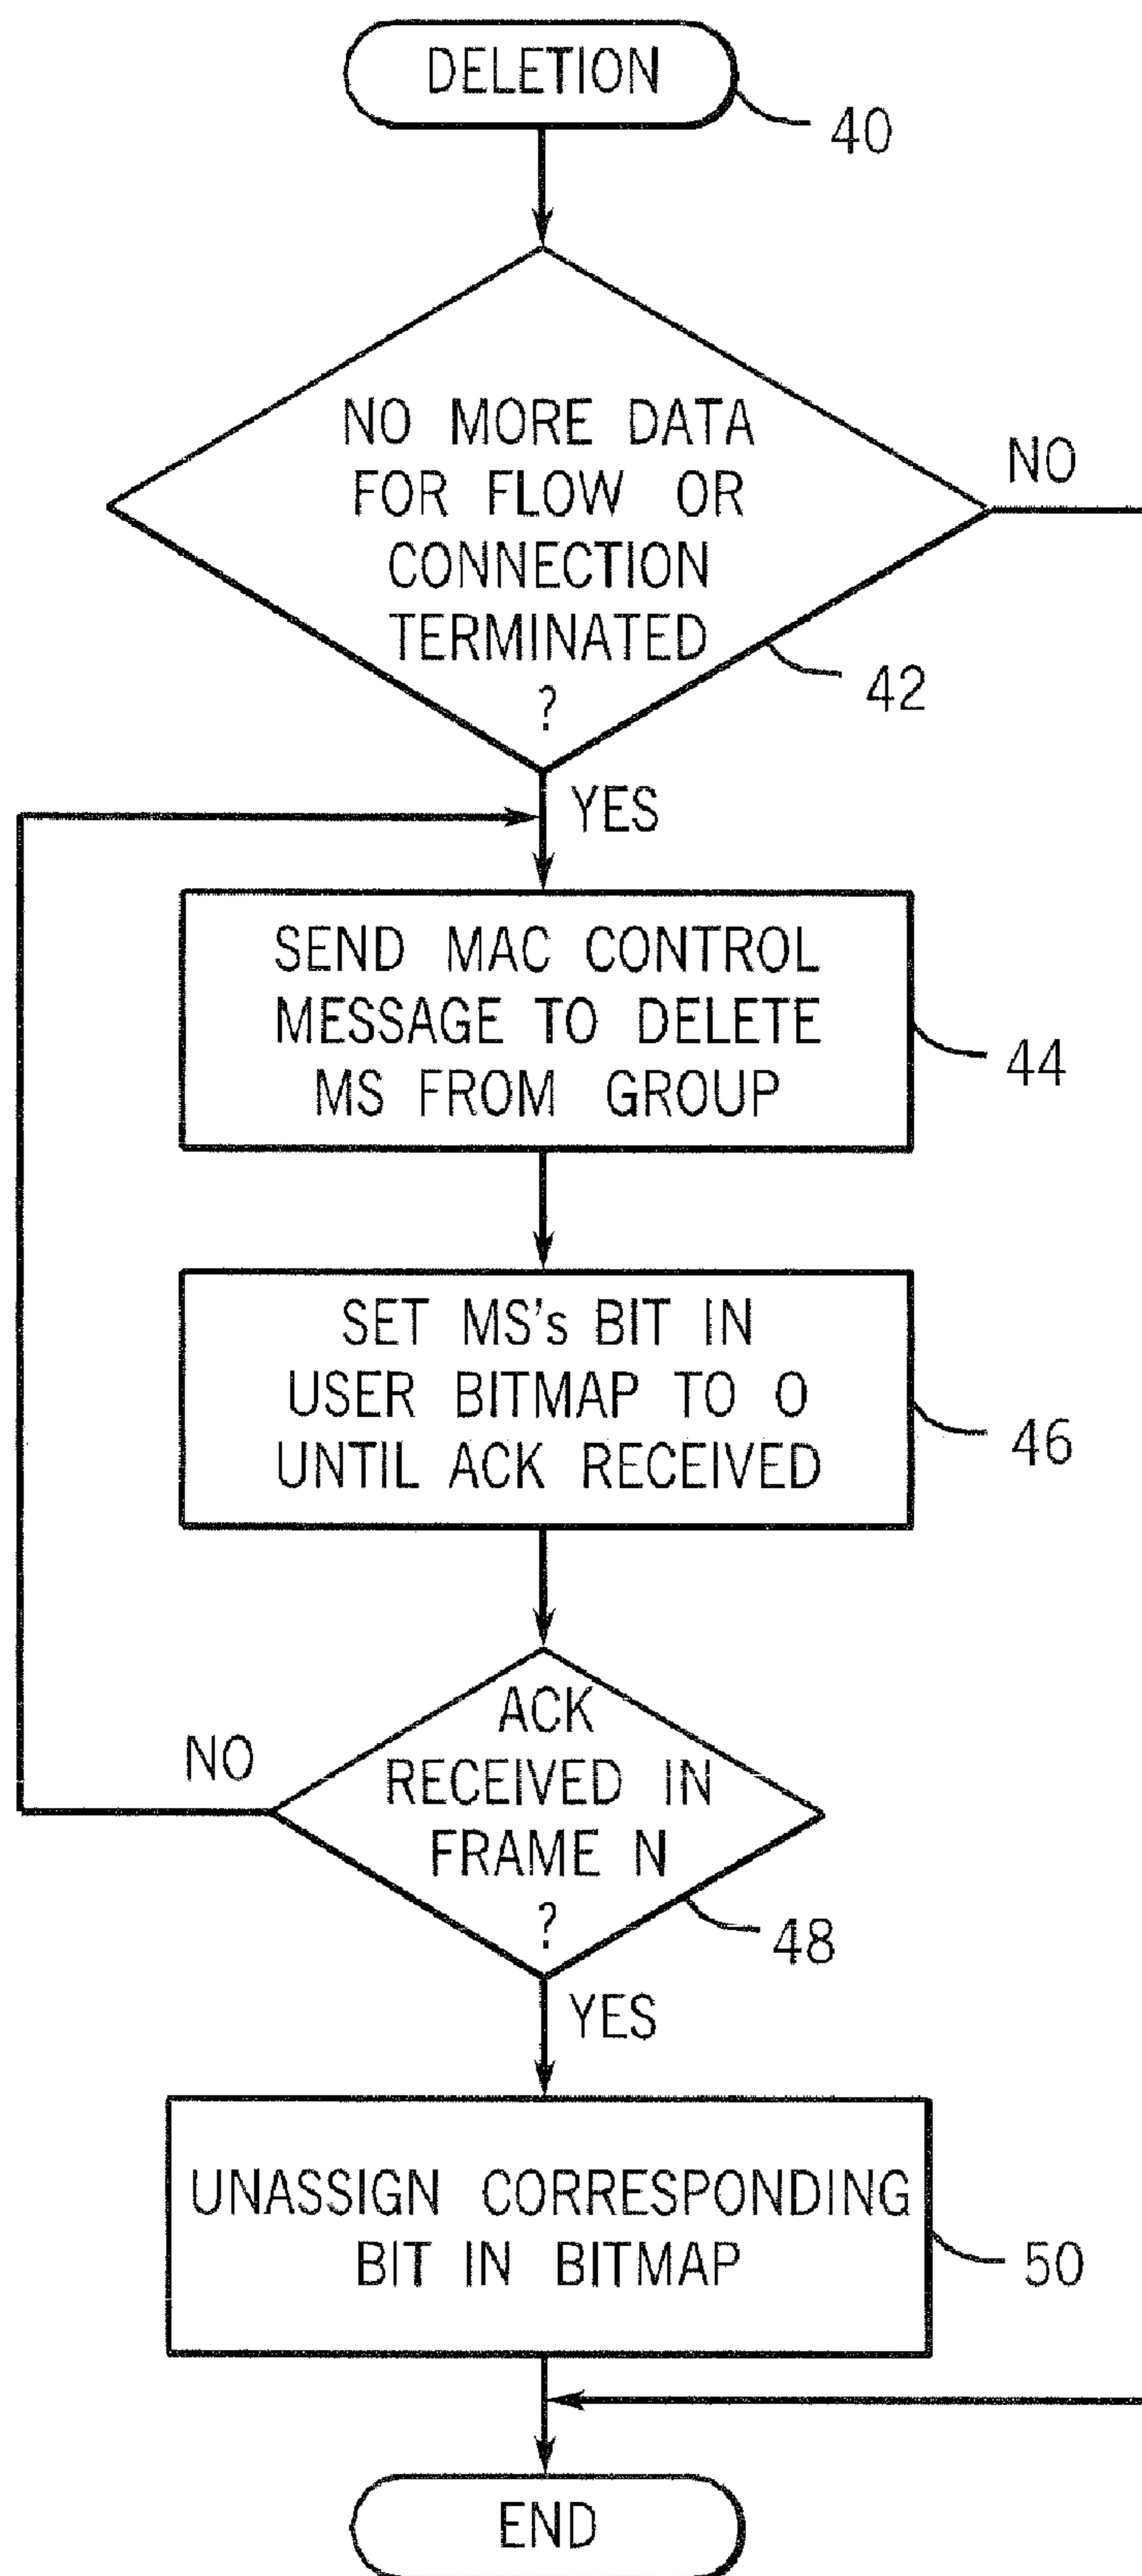 DELETION
40
NO MORE DATA
FOR FLOW OR
CONNECTION
TERMINATED
?
NO
42
YES
SEND MAC CONTROL
MESSAGE TO DELETE
MS FROM GROUP
44
SET MS's BIT IN
USER BITMAP TO 0
UNTIL ACK RECEIVED
46
ACK
RECEIVED IN
FRAME N
?
NO
48
YES
UNASSIGN CORRESPONDING
BIT IN BITMAP
50
END